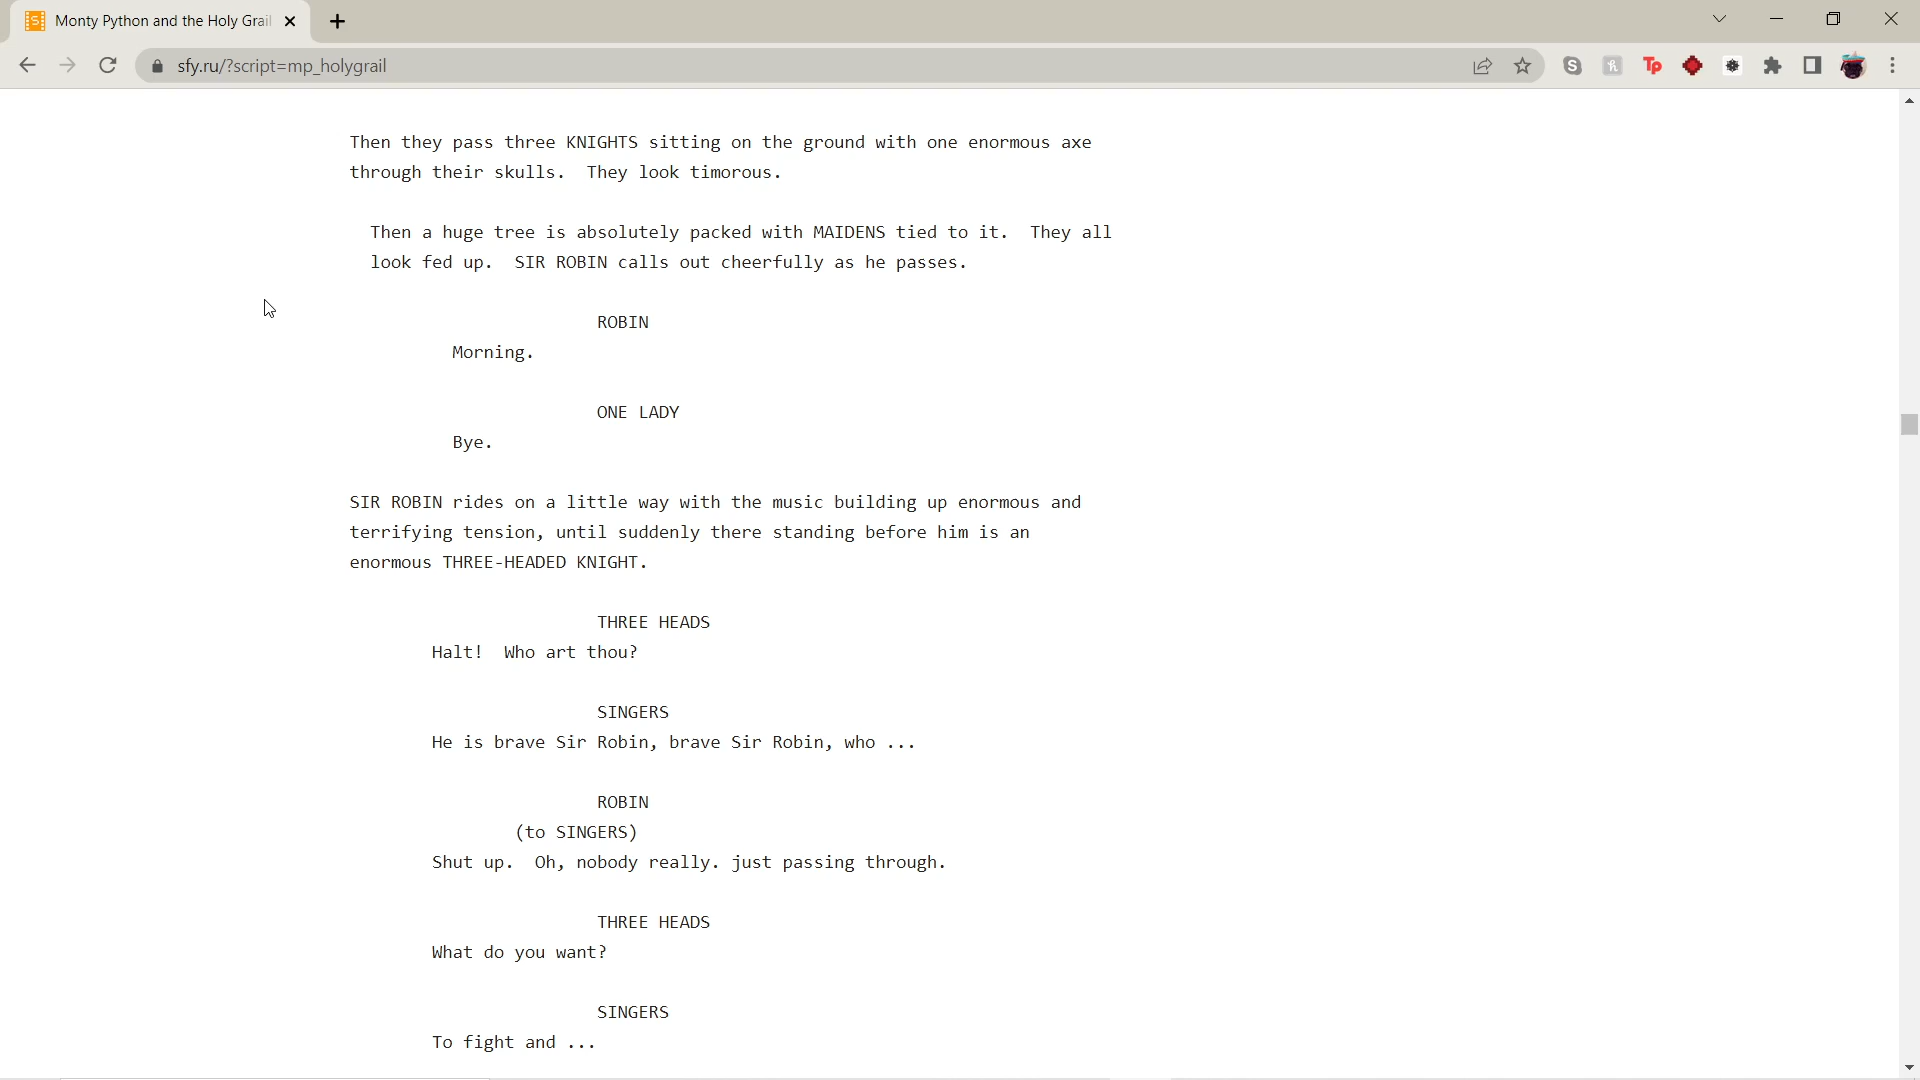 Monty Python and the Holy Grail
sfy.ru/?script=mp_holygrail
Then they pass three KNIGHTS sitting on the ground with one enormous axe
through their skulls.  They look timorous.
Then a huge tree is absolutely packed with MAIDENS tied to it.  They all
look fed up.  SIR ROBIN calls out cheerfully as he passes.
ROBIN
Morning.
ONE LADY
Bye.
SIR ROBIN rides on a little way with the music building up enormous and
terrifying tension, until suddenly there standing before him is an
enormous THREE-HEADED KNIGHT.
THREE HEADS
Halt!  Who art thou?
SINGERS
He is brave Sir Robin, brave Sir Robin, who ...
ROBIN
(to SINGERS)
Shut up.  Oh, nobody really. just passing through.
THREE HEADS
What do you want?
SINGERS
To fight and ...